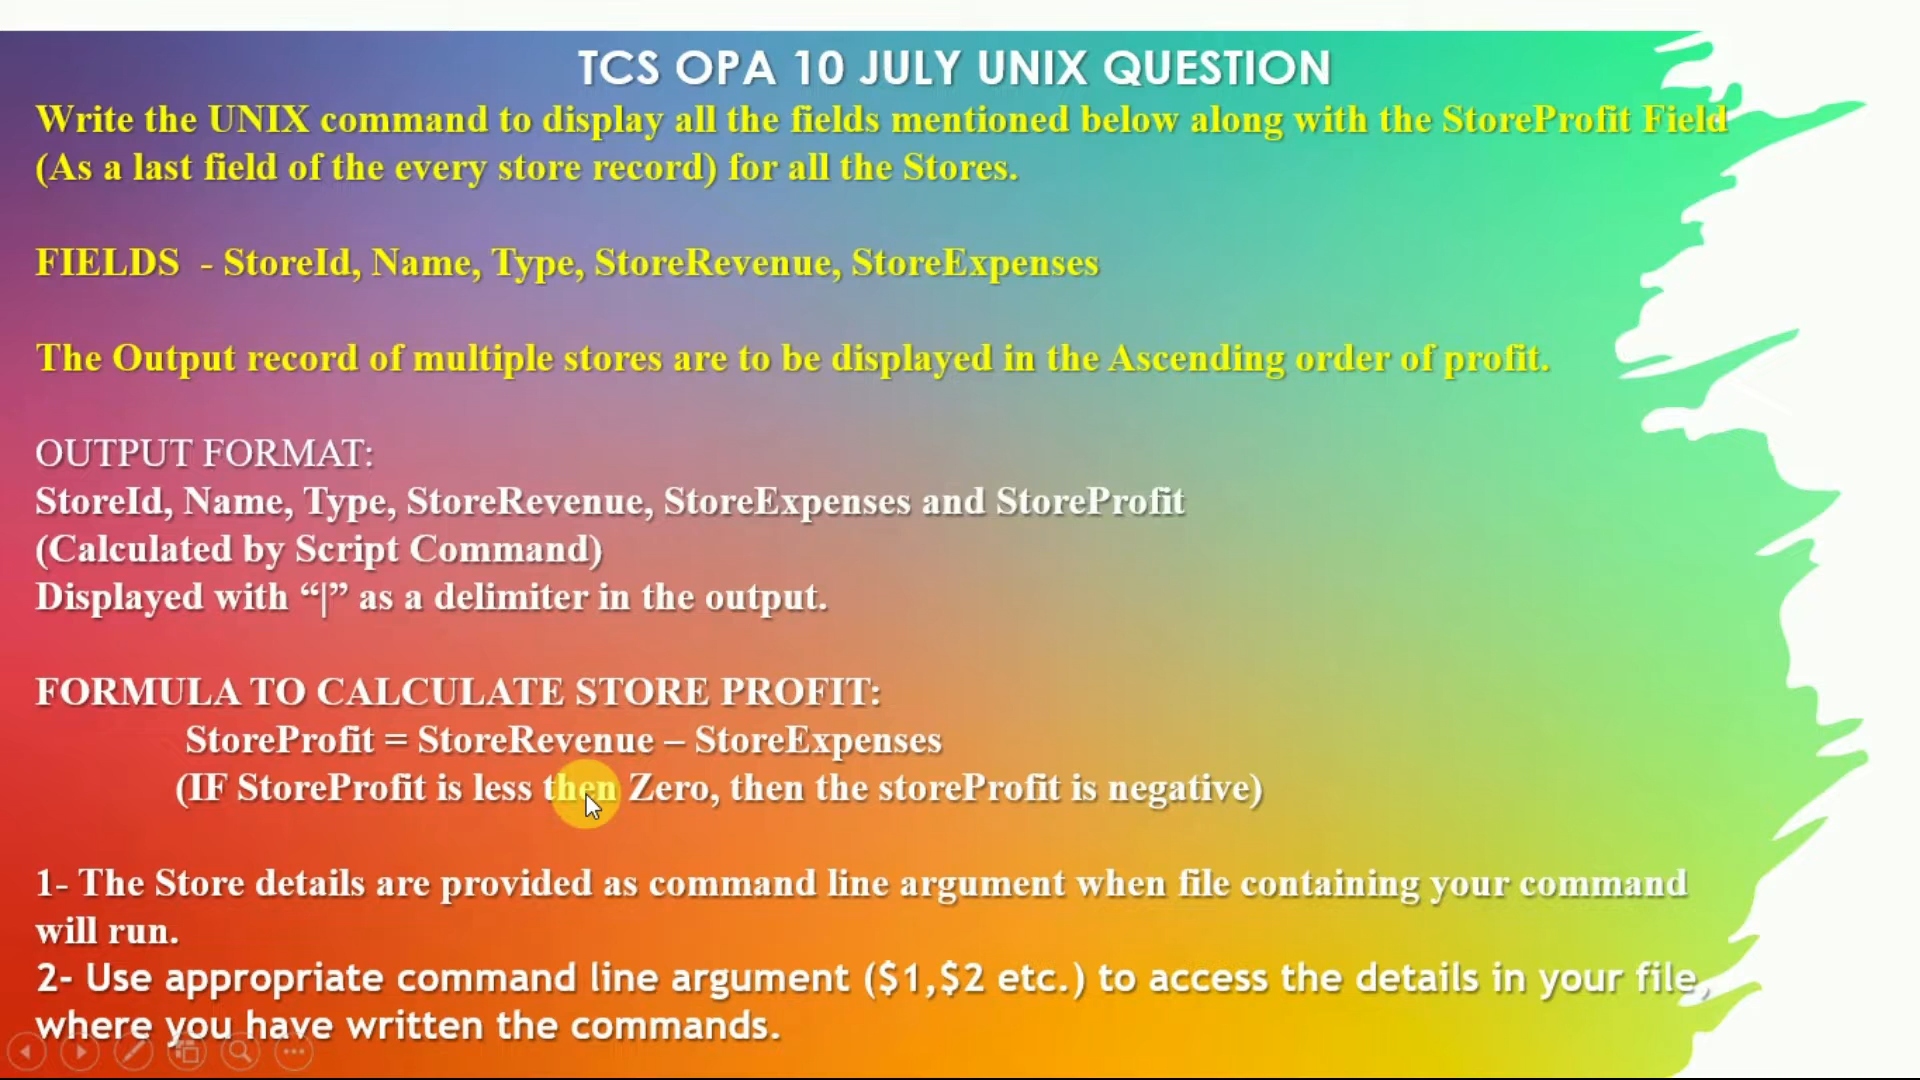 TCS OPA 10 JULY UNIX QUESTION
Write the UNIX command to display all the fields mentioned below along with the StoreProfit Field
(As a last field of the every store record) for all the Stores.
FIELDS - StoreId, Name, Type, StoreRevenue, StoreExpenses
The Output record of multiple stores are to be displayed in the Ascending order of profit.
OUTPUT FORMAT:
StoreId, Name, Type, StoreRevenue, StoreExpenses and StoreProfit
(Calculated by Script Command)
Displayed with “|” as a delimiter in the output.
FORMULA TO CALCULATE STORE PROFIT:
StoreProfit = StoreRevenue – StoreExpenses
(IF StoreProfit is less then Zero, then the storeProfit is negative)
1- The Store details are provided as command line argument when file containing your command
will run.
2- Use appropriate command line argument ($1,$2 etc.) to access the details in your file,
where you have written the commands.